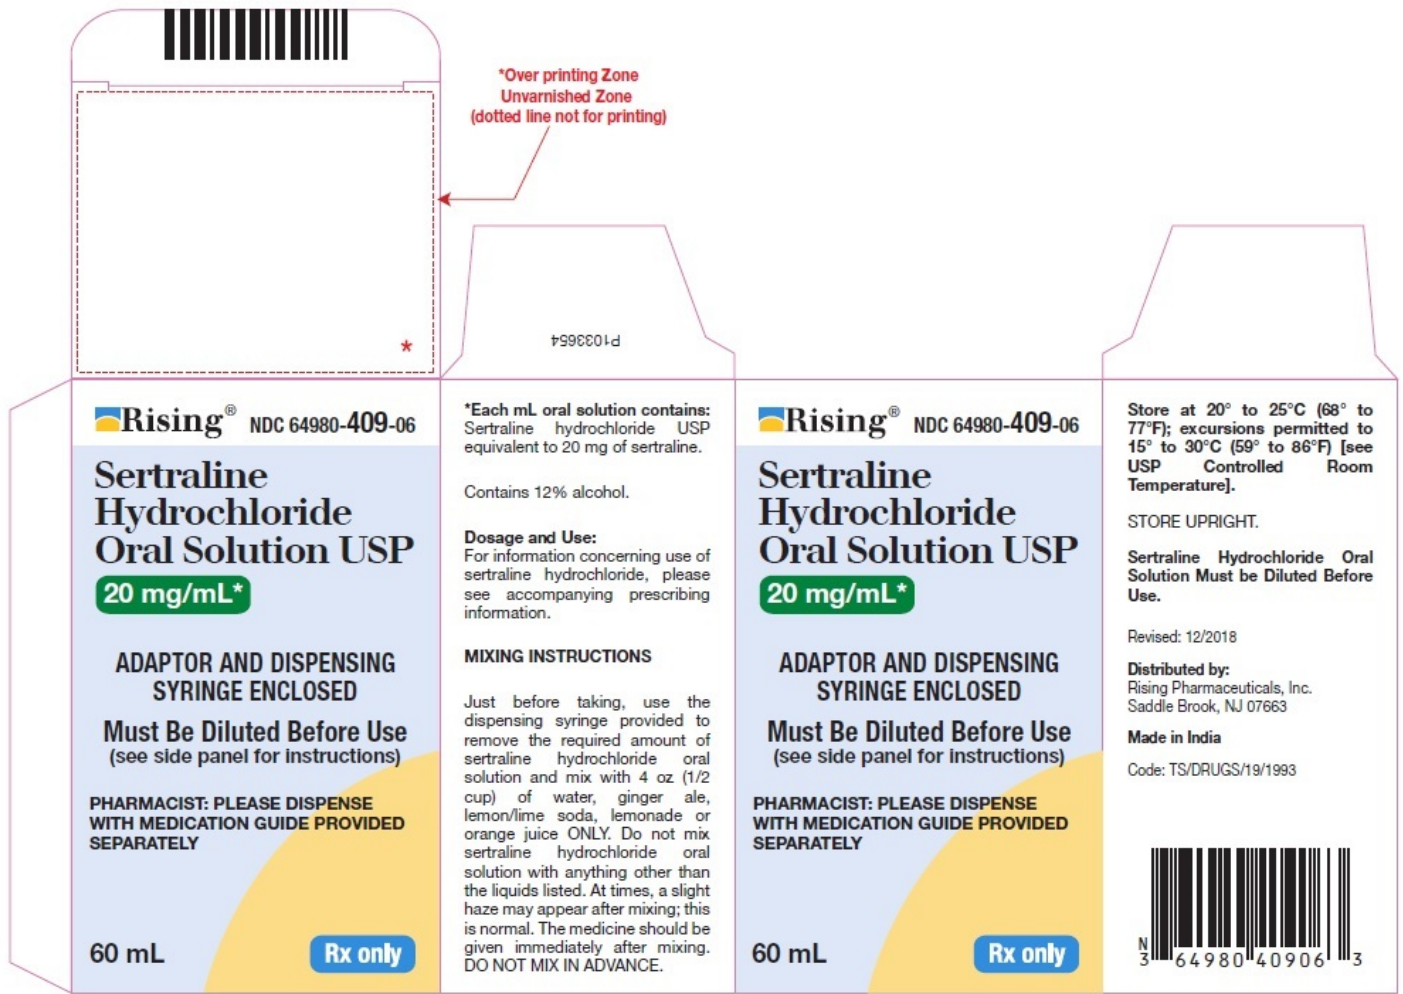 *Over printing Zone
Unvarnished Zone
(dotted line not for printing)
*
P1033654
Rising® NDC 64980-409-06
Sertraline
Hydrochloride
Oral Solution USP
20 mg/mL*
ADAPTOR AND DISPENSING
SYRINGE ENCLOSED
Must Be Diluted Before Use
(see side panel for instructions)
PHARMACIST: PLEASE DISPENSE
WITH MEDICATION GUIDE PROVIDED
SEPARATELY
60 mL
Rx only
*Each mL oral solution contains:
Sertraline hydrochloride USP
equivalent to 20 mg of sertraline.
Contains 12% alcohol.
Dosage and Use:
For information concerning use of
sertraline hydrochloride, please
see accompanying prescribing
information.
MIXING INSTRUCTIONS
Just before taking, use the
dispensing syringe provided to
remove the required amount of
sertraline hydrochloride oral
solution and mix with 4 oz (1/2
cup) of water, ginger ale,
lemon/lime soda, lemonade or
orange juice ONLY. Do not mix
sertraline hydrochloride oral
solution with anything other than
the liquids listed. At times, a slight
haze may appear after mixing; this
is normal. The medicine should be
given immediately after mixing.
DO NOT MIX IN ADVANCE.
Rising® NDC 64980-409-06
Sertraline
Hydrochloride
Oral Solution USP
20 mg/mL*
ADAPTOR AND DISPENSING
SYRINGE ENCLOSED
Must Be Diluted Before Use
(see side panel for instructions)
PHARMACIST: PLEASE DISPENSE
WITH MEDICATION GUIDE PROVIDED
SEPARATELY
60 mL
Rx only
Store at 20° to 25°C (68° to
77°F); excursions permitted to
15° to 30°C (59° to 86°F) [see
USP Controlled Room
Temperature].
STORE UPRIGHT.
Sertraline Hydrochloride Oral
Solution Must be Diluted Before
Use.
Revised: 12/2018
Distributed by:
Rising Pharmaceuticals, Inc.
Saddle Brook, NJ 07663
Made in India
Code: TS/DRUGS/19/1993
N
3 64980 40906 3